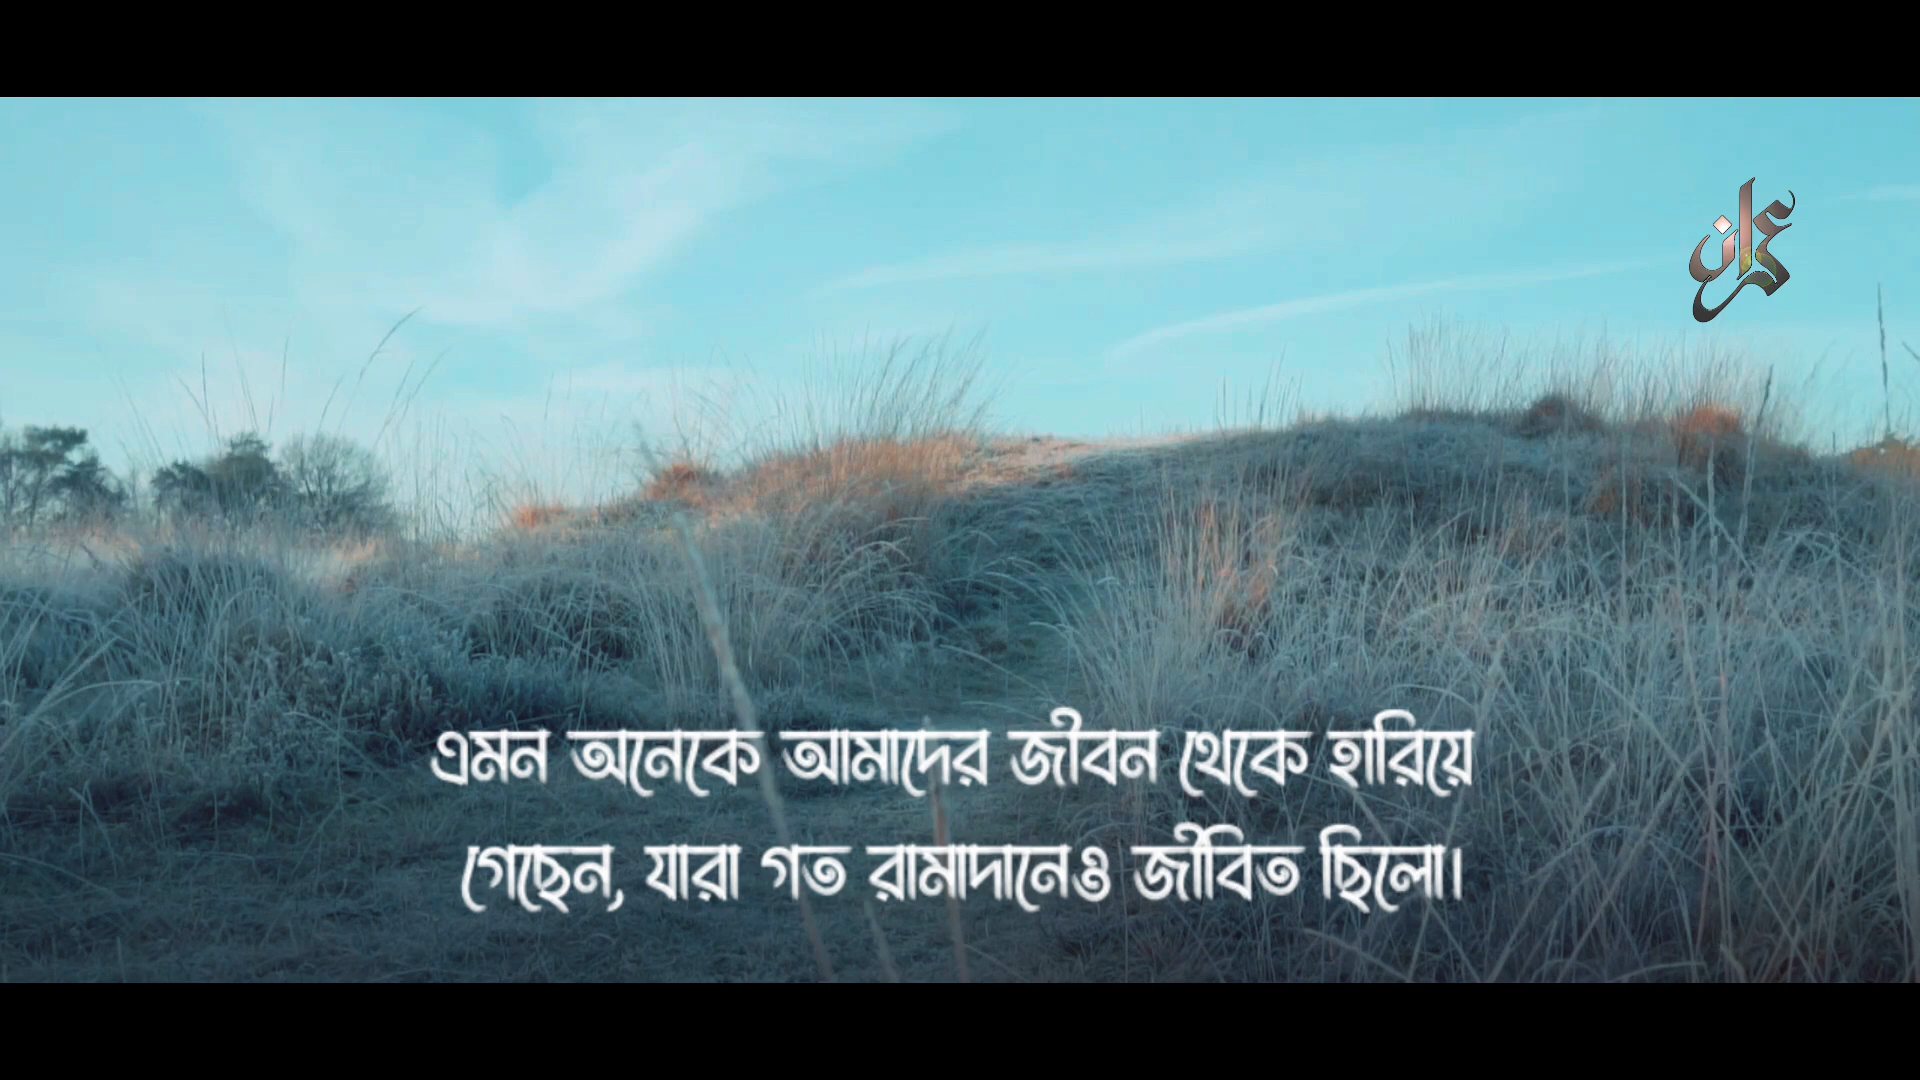 এমন অনেকে আমাদের জীবন থেকে হারিয়ে
গেছেন, যারা গত রামাদানেও জীবিত ছিলো।